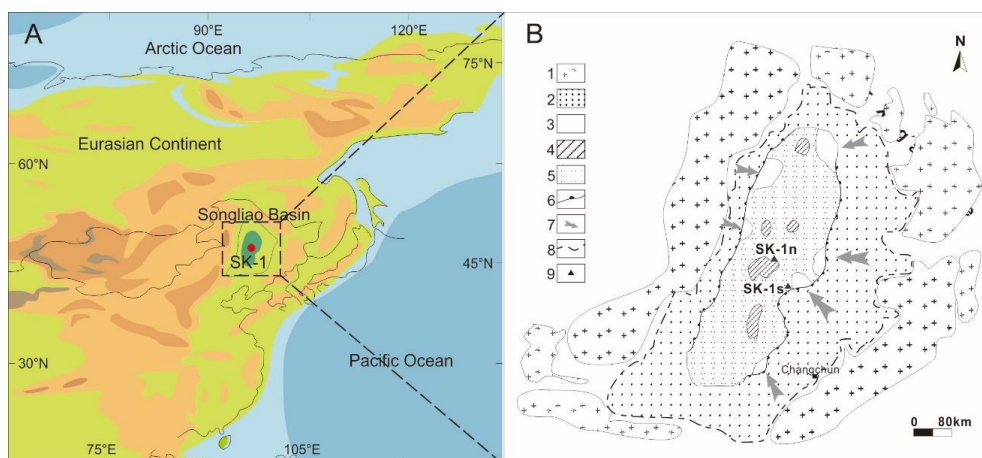 A
90°E
120°E
Arctic Ocean
75°N
Eurasian Continent
60°N
Songliao Basin
SK-1
45°N
30°N
Pacific Ocean
75°E
105°E
B
N
1
2
3
4
5
6
7
8
9
SK-1n
SK-1s
Changchun
0 80km